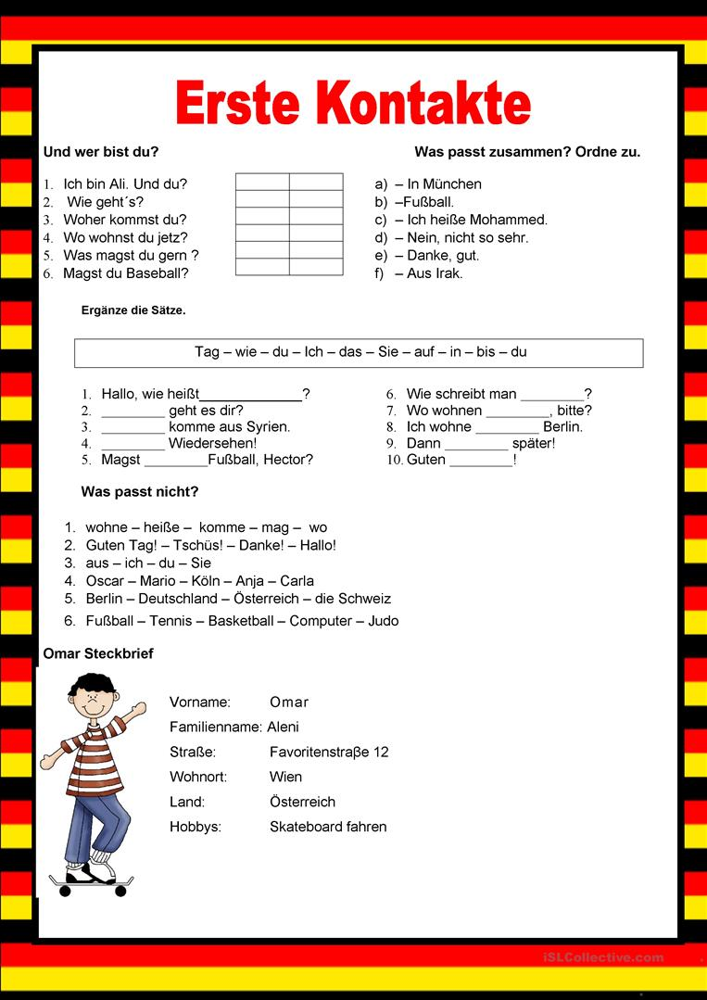 Erste Kontakte
Und wer bist du?
Was passt zusammen? Ordne zu.
1. Ich bin Ali. Und du?
2. Wie geht´s?
3. Woher kommst du?
4. Wo wohnst du jetz?
5. Was magst du gern ?
6. Magst du Baseball?
a) – In München
b) –Fußball.
c) – Ich heiße Mohammed.
d) – Nein, nicht so sehr.
e) – Danke, gut.
f) – Aus Irak.
Ergänze die Sätze.
Tag – wie – du – Ich – das – Sie – auf – in – bis – du
1. Hallo, wie heißt_____________?
2. ________ geht es dir?
3. ________ komme aus Syrien.
4. ________ Wiedersehen!
5. Magst ________Fußball, Hector?
6. Wie schreibt man ________?
7. Wo wohnen ________, bitte?
8. Ich wohne ________ Berlin.
9. Dann ________ später!
10. Guten ________!
Was passt nicht?
1. wohne – heiße – komme – mag – wo
2. Guten Tag! – Tschüs! – Danke! – Hallo!
3. aus – ich – du – Sie
4. Oscar – Mario – Köln – Anja – Carla
5. Berlin – Deutschland – Österreich – die Schweiz
6. Fußball – Tennis – Basketball – Computer – Judo
Omar Steckbrief
Vorname: Omar
Familienname: Aleni
Straße: Favoritenstraβe 12
Wohnort: Wien
Land: Österreich
Hobbys: Skateboard fahren
iSLCollective.com